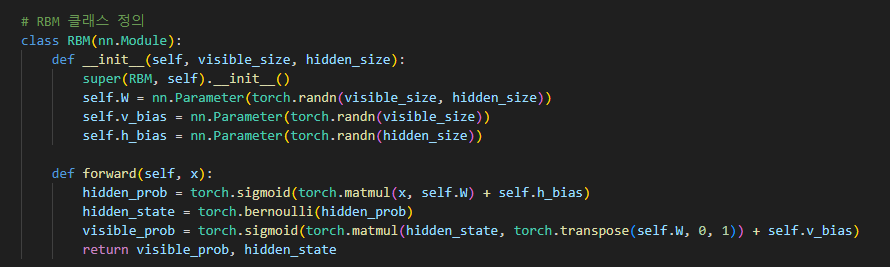 # RBM 클래스 정의
class RBM(nn.Module):
    def __init__(self, visible_size, hidden_size):
        super(RBM, self).__init__()
        self.W = nn.Parameter(torch.randn(visible_size, hidden_size))
        self.v_bias = nn.Parameter(torch.randn(visible_size))
        self.h_bias = nn.Parameter(torch.randn(hidden_size))

    def forward(self, x):
        hidden_prob = torch.sigmoid(torch.matmul(x, self.W) + self.h_bias)
        hidden_state = torch.bernoulli(hidden_prob)
        visible_prob = torch.sigmoid(torch.matmul(hidden_state, torch.transpose(self.W, 0, 1)) + self.v_bias)
        return visible_prob, hidden_state